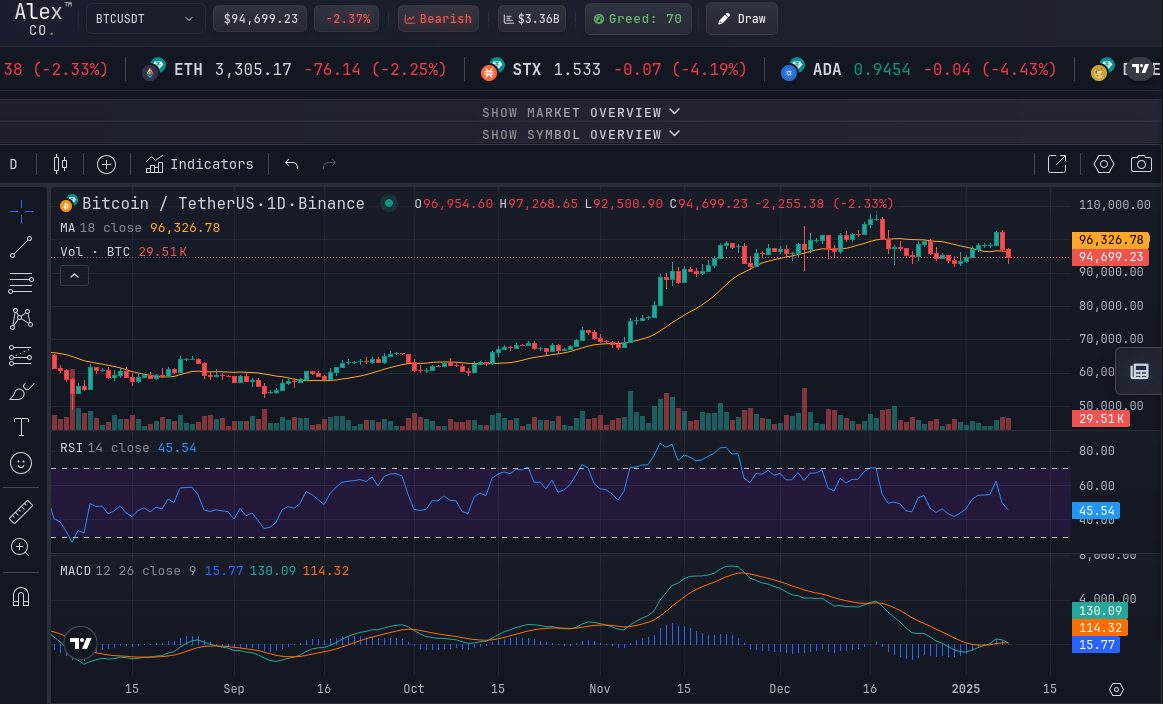 Alex™
CO.
BTCUSDT
$94,699.23
-2.37%
Bearish
$3.36B
Greed: 70
Draw
38 (-2.33%)
ETH 3,305.17 -76.14 (-2.25%)
STX 1.533 -0.07 (-4.19%)
ADA 0.9454 -0.04 (-4.43%)
SHOW MARKET OVERVIEW
SHOW SYMBOL OVERVIEW
D
Indicators
Bitcoin / TetherUS·1D·Binance
O96,954.60 H97,268.65 L92,500.90 C94,699.23 -2,255.38 (-2.33%)
MA 18 close 96,326.78
Vol · BTC 29.51K
110,000.00
96,326.78
94,699.23
90,000.00
80,000.00
70,000.00
60,00
50,000.00
29.51K
RSI 14 close 45.54
80.00
60.00
45.54
40.00
MACD 12 26 close 9 15.77 130.09 114.32
8,000.00
4,000.00
130.09
114.32
15.77
15 Sep 16 Oct 15 Nov 15 Dec 16 2025 15